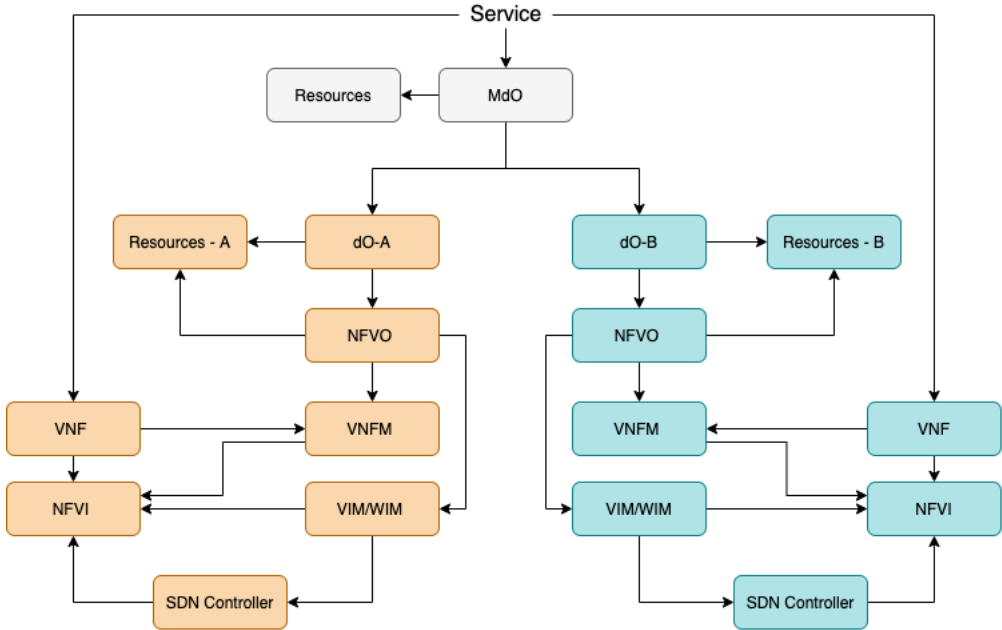 Service
Resources
MdO
Resources - A
dO-A
dO-B
Resources - B
NFVO
NFVO
VNF
VNFM
VNFM
VNF
NFVI
VIM/WIM
VIM/WIM
NFVI
SDN Controller
SDN Controller